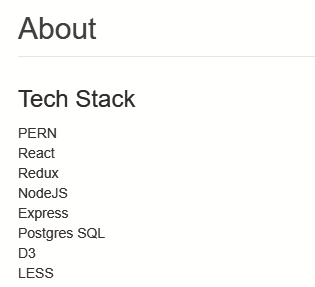 About
Tech Stack
PERN
React
Redux
NodeJS
Express
Postgres SQL
D3
LESS